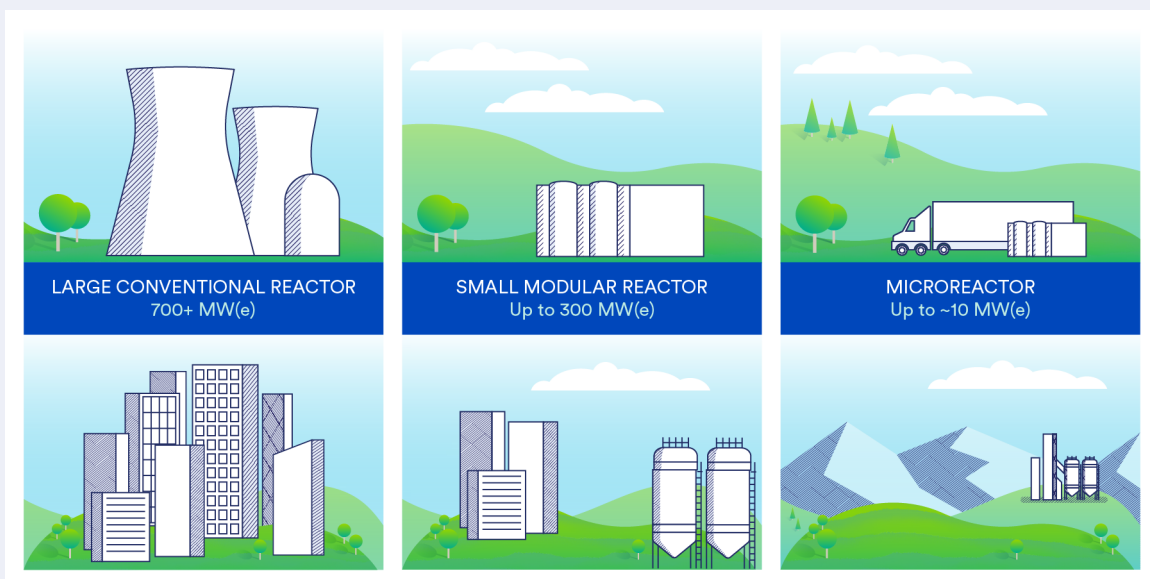 LARGE CONVENTIONAL REACTOR
700+ MW(e)
SMALL MODULAR REACTOR
Up to 300 MW(e)
MICROREACTOR
Up to ~10 MW(e)